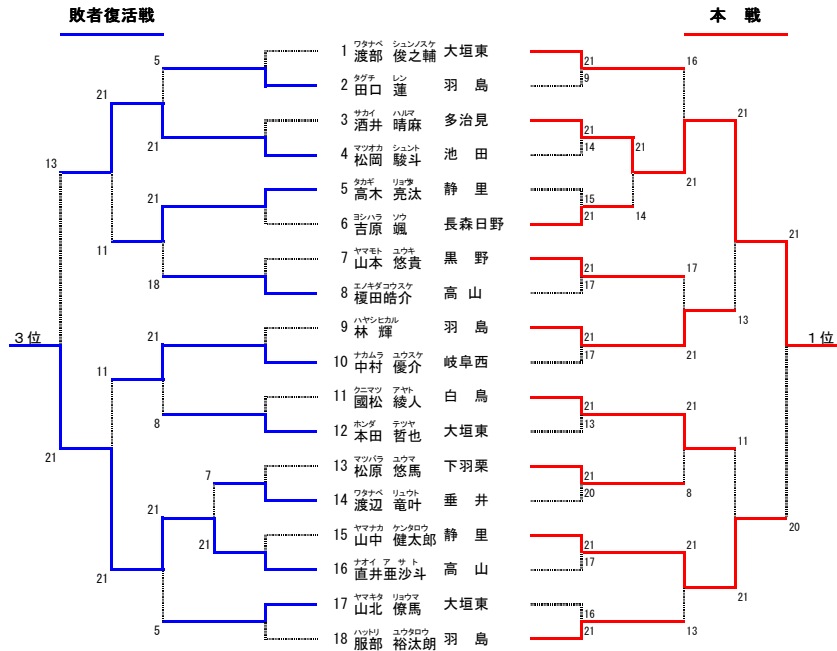 敗者復活戦
本 戦
ワタナベ シュンノスケ
1 渡部 俊之輔 大垣東
タグチ レン
2 田口 蓮 羽 島
サカイ ハルマ
3 酒井 晴麻 多治見
マツオカ シュント
4 松岡 駿斗 池 田
タカギ
5 高木 亮汰 静 里
ヨシハラ ソウ
6 吉原 颯 長森日野
ヤマモト ユウキ
7 山本 悠貴 黒 野
エノキダコウスケ
8 榎田皓介 高 山
ハヤシヒカル
9 林 輝 羽 島
ナカムラ ユウスケ
10 中村 優介 岐阜西
クニマツ アヤト
11 國松 綾人 白 鳥
ホンダ テツヤ
12 本田 哲也 大垣東
マツバラ ユウマ
13 松原 悠馬 下羽栗
ワタナベ リュウト
14 渡辺 竜叶 垂 井
ヤマナカ ケンタロウ
15 山中 健太郎 静 里
ナオイ ア サ ト
16 直井亜沙斗 高 山
ヤマキタ リョウマ
17 山北 僚馬 大垣東
ハットリ ユウタロウ
18 服部 裕汰朗 羽 島
3位
13
21
21
11
11
21
5
21
21
18
21
8
21
5
7
21
1位
21
20
21
13
11
21
16
21
17
21
21
8
21
13
21
14
21
9
21
14
15
21
21
17
21
17
21
13
21
20
21
17
16
21